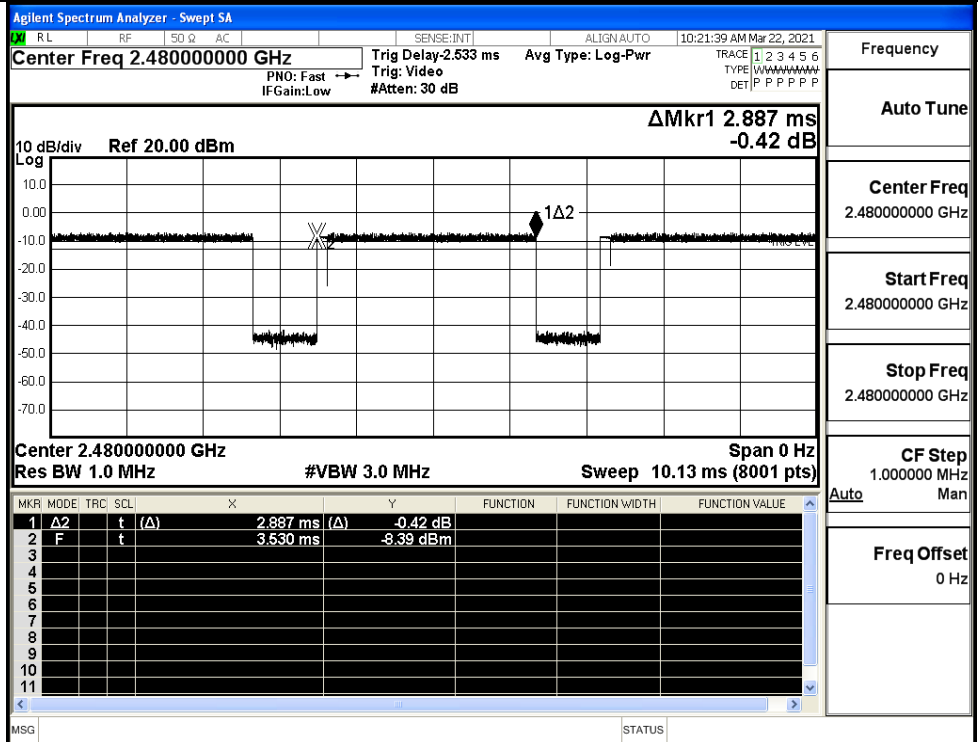 Agilent Spectrum Analyzer - Swept SA
LXI RL RF 50 Ω AC SENSE:INT ALIGNAUTO 10:21:39 AM Mar 22, 2021
Center Freq 2.480000000 GHz Trig Delay-2.533 ms Avg Type: Log-Pwr TRACE 1 2 3 4 5 6
PNO: Fast Trig: Video TYPE WWWWWW
IFGain:Low #Atten: 30 dB DET P P P P P P
ΔMkr1 2.887 ms
-0.42 dB
10 dB/div Ref 20.00 dBm
Log
10.0
0.00
1Δ2
-10.0
2
TRIG LVL
-20.0
-30.0
-40.0
-50.0
-60.0
-70.0
Center 2.480000000 GHz Span 0 Hz
Res BW 1.0 MHz #VBW 3.0 MHz Sweep 10.13 ms (8001 pts)
MKR MODE TRC SCL X Y FUNCTION FUNCTION WIDTH FUNCTION VALUE
1 Δ2 t (Δ) 2.887 ms (Δ) -0.42 dB
2 F t 3.530 ms -8.39 dBm
3
4
5
6
7
8
9
10
11
MSG STATUS
Frequency
Auto Tune
Center Freq
2.480000000 GHz
Start Freq
2.480000000 GHz
Stop Freq
2.480000000 GHz
CF Step
1.000000 MHz
Auto Man
Freq Offset
0 Hz